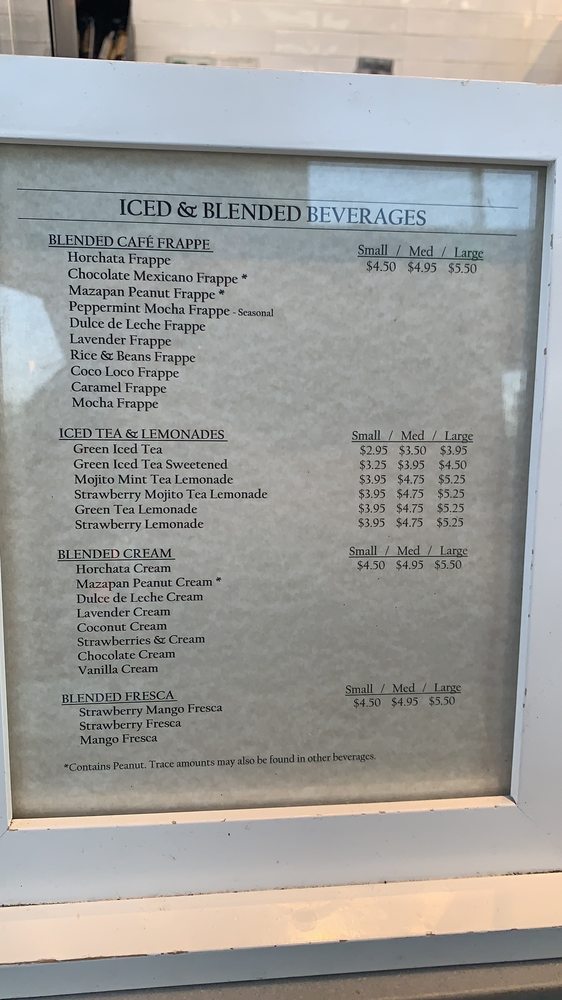 ICED & BLENDED BEVERAGES
BLENDED CAFÉ FRAPPE Small / Med / Large
Horchata Frappe $4.50 $4.95 $5.50
Chocolate Mexicano Frappe *
Mazapan Peanut Frappe *
Peppermint Mocha Frappe - Seasonal
Dulce de Leche Frappe
Lavender Frappe
Rice & Beans Frappe
Coco Loco Frappe
Caramel Frappe
Mocha Frappe
ICED TEA & LEMONADES Small / Med / Large
Green Iced Tea $2.95 $3.50 $3.95
Green Iced Tea Sweetened $3.25 $3.95 $4.50
Mojito Mint Tea Lemonade $3.95 $4.75 $5.25
Strawberry Mojito Tea Lemonade $3.95 $4.75 $5.25
Green Tea Lemonade $3.95 $4.75 $5.25
Strawberry Lemonade $3.95 $4.75 $5.25
BLENDED CREAM Small / Med / Large
Horchata Cream $4.50 $4.95 $5.50
Mazapan Peanut Cream *
Dulce de Leche Cream
Lavender Cream
Coconut Cream
Strawberries & Cream
Chocolate Cream
Vanilla Cream
BLENDED FRESCA Small / Med / Large
Strawberry Mango Fresca $4.50 $4.95 $5.50
Strawberry Fresca
Mango Fresca
*Contains Peanut. Trace amounts may also be found in other beverages.